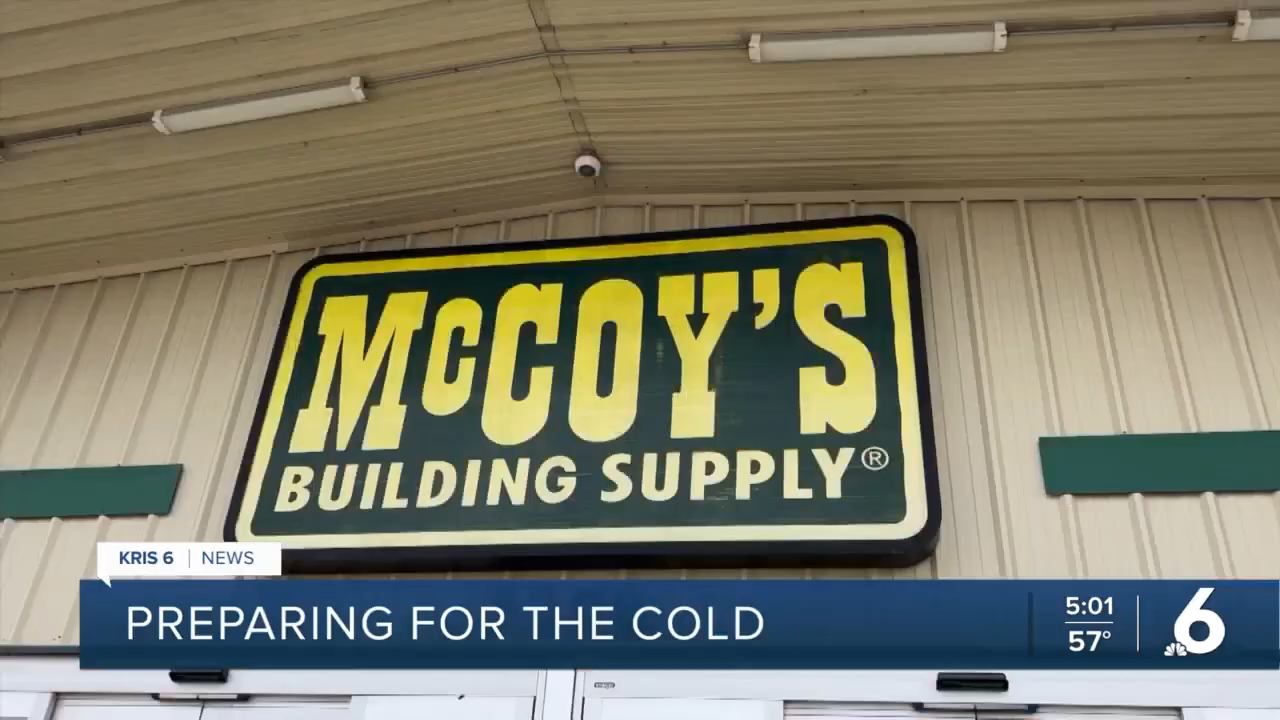 McCOY'S
BUILDING SUPPLY®
KRIS 6 | NEWS
PREPARING FOR THE COLD
5:01
57°
6